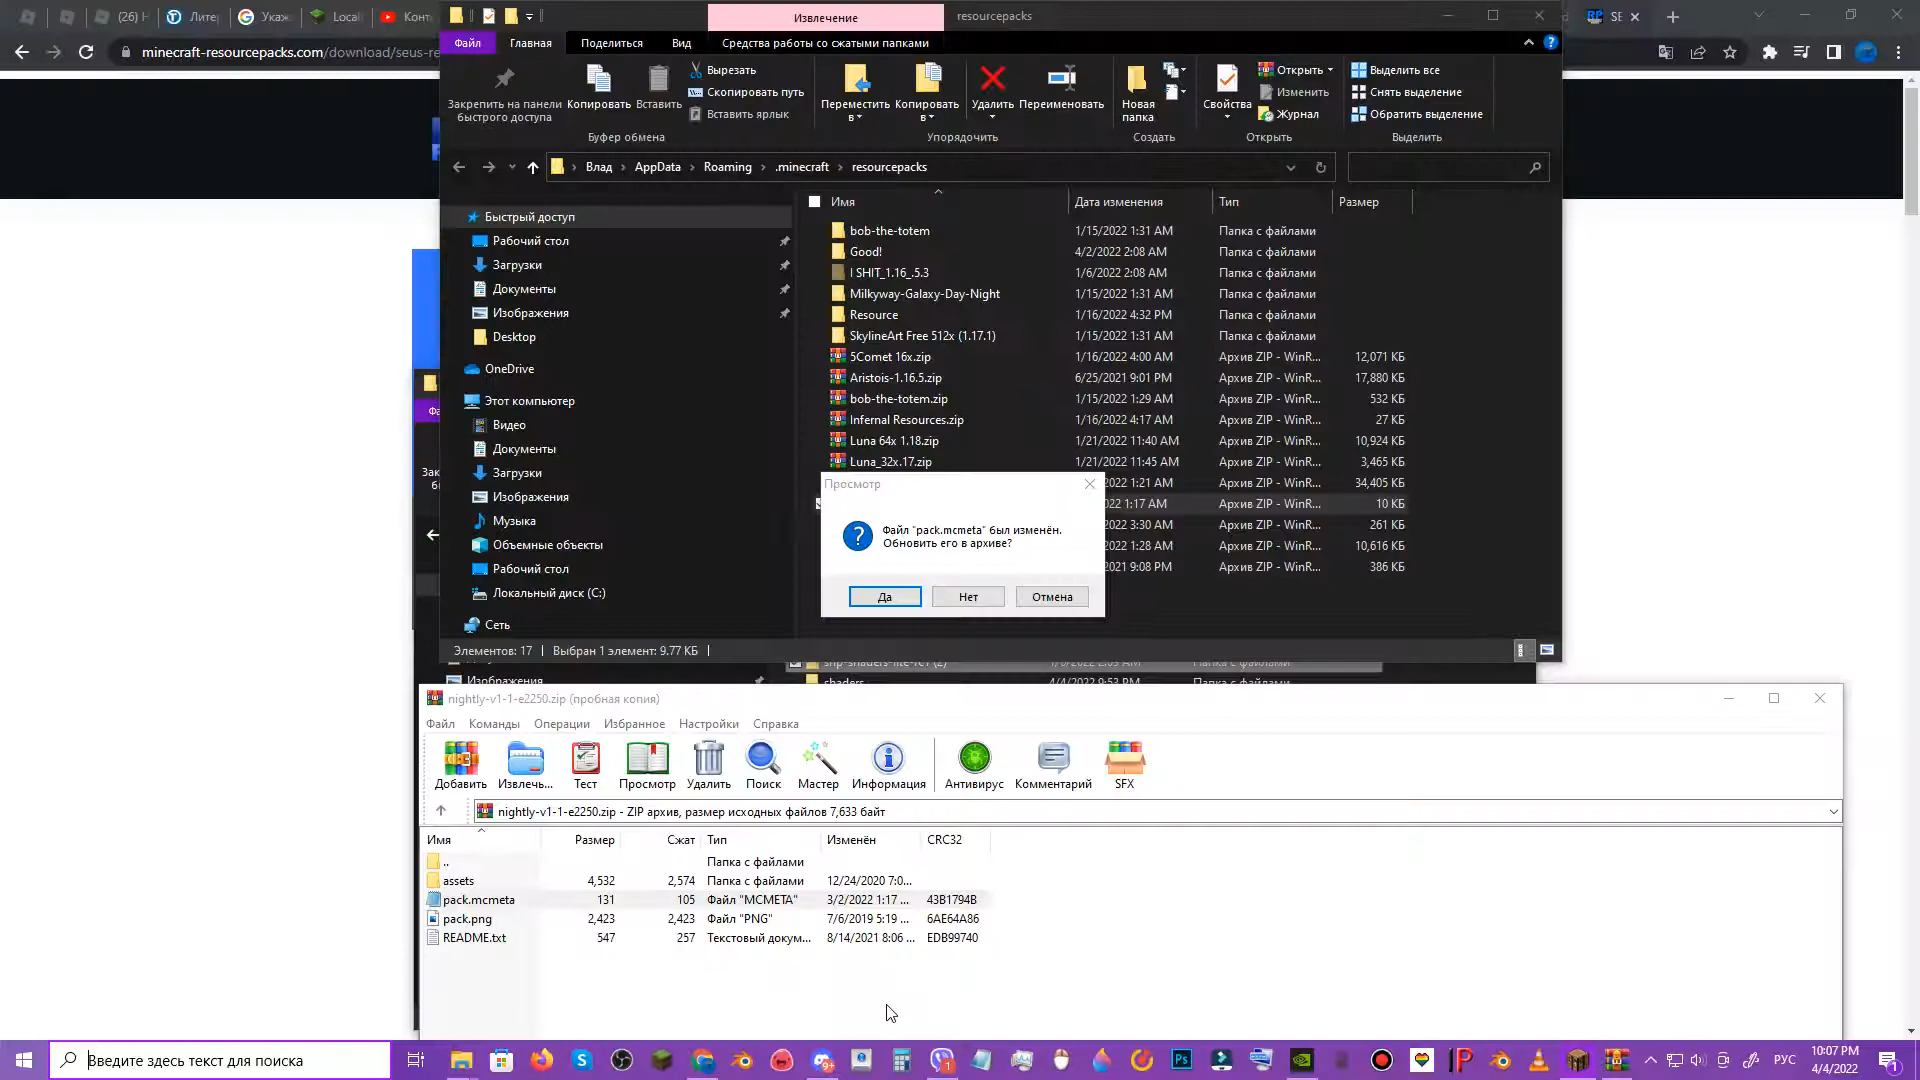 (26) H
Литер
Укаж
Locali
Конт
Извлечение
resourcepacks
SE
minecraft-resourcepacks.com/download/seus-re
Файл
Главная
Поделиться
Вид
Средства работы со сжатыми папками
Закрепить на панели
быстрого доступа
Копировать
Вставить
Вырезать
Скопировать путь
Вставить ярлык
Переместить
в
Копировать
в
Удалить
Переименовать
Новая
папка
Свойства
Открыть
Изменить
Журнал
Выделить все
Снять выделение
Обратить выделение
Буфер обмена
Упорядочить
Создать
Открыть
Выделить
Влад
AppData
Roaming
.minecraft
resourcepacks
Имя
Дата изменения
Тип
Размер
Быстрый доступ
Рабочий стол
Загрузки
Документы
Изображения
Desktop
OneDrive
Этот компьютер
Видео
Документы
Загрузки
Изображения
Музыка
Объемные объекты
Рабочий стол
Локальный диск (C:)
Сеть
bob-the-totem 1/15/2022 1:31 AM Папка с файлами
Good! 4/2/2022 2:08 AM Папка с файлами
I SHIT_1.16_.5.3 1/6/2022 2:08 AM Папка с файлами
Milkyway-Galaxy-Day-Night 1/15/2022 1:31 AM Папка с файлами
Resource 1/16/2022 4:32 PM Папка с файлами
SkylineArt Free 512x (1.17.1) 1/15/2022 1:31 AM Папка с файлами
5Comet 16x.zip 1/16/2022 4:00 AM Архив ZIP - WinR... 12,071 КБ
Aristois-1.16.5.zip 6/25/2021 9:01 PM Архив ZIP - WinR... 17,880 КБ
bob-the-totem.zip 1/15/2022 1:29 AM Архив ZIP - WinR... 532 КБ
Infernal Resources.zip 1/16/2022 4:17 AM Архив ZIP - WinR... 27 КБ
Luna 64x 1.18.zip 1/21/2022 11:40 AM Архив ZIP - WinR... 10,924 КБ
Luna_32x.17.zip 1/21/2022 11:45 AM Архив ZIP - WinR... 3,465 КБ
022 1:21 AM Архив ZIP - WinR... 34,405 КБ
022 1:17 AM Архив ZIP - WinR... 10 КБ
022 3:30 AM Архив ZIP - WinR... 261 КБ
022 1:28 AM Архив ZIP - WinR... 10,616 КБ
021 9:08 PM Архив ZIP - WinR... 386 КБ
Просмотр
Файл "pack.mcmeta" был изменён.
Обновить его в архиве?
Да
Нет
Отмена
Элементов: 17
Выбран 1 элемент: 9.77 КБ
Фа
Зак
б
Изображения
shaders 4/4/2022 9:53 PM Папка с файлами
nightly-v1-1-e2250.zip (пробная копия)
Файл
Команды
Операции
Избранное
Настройки
Справка
Добавить
Извлечь...
Тест
Просмотр
Удалить
Поиск
Мастер
Информация
Антивирус
Комментарий
SFX
nightly-v1-1-e2250.zip - ZIP архив, размер исходных файлов 7,633 байт
Имя Размер Сжат Тип Изменён CRC32
.. Папка с файлами
assets 4,532 2,574 Папка с файлами 12/24/2020 7:0...
pack.mcmeta 131 105 Файл "MCMETA" 3/2/2022 1:17 ... 43B1794B
pack.png 2,423 2,423 Файл "PNG" 7/6/2019 5:19 ... 6AE64A86
README.txt 547 257 Текстовый докум... 8/14/2021 8:06 ... EDB99740
Введите здесь текст для поиска
РУС
10:07 PM
4/4/2022